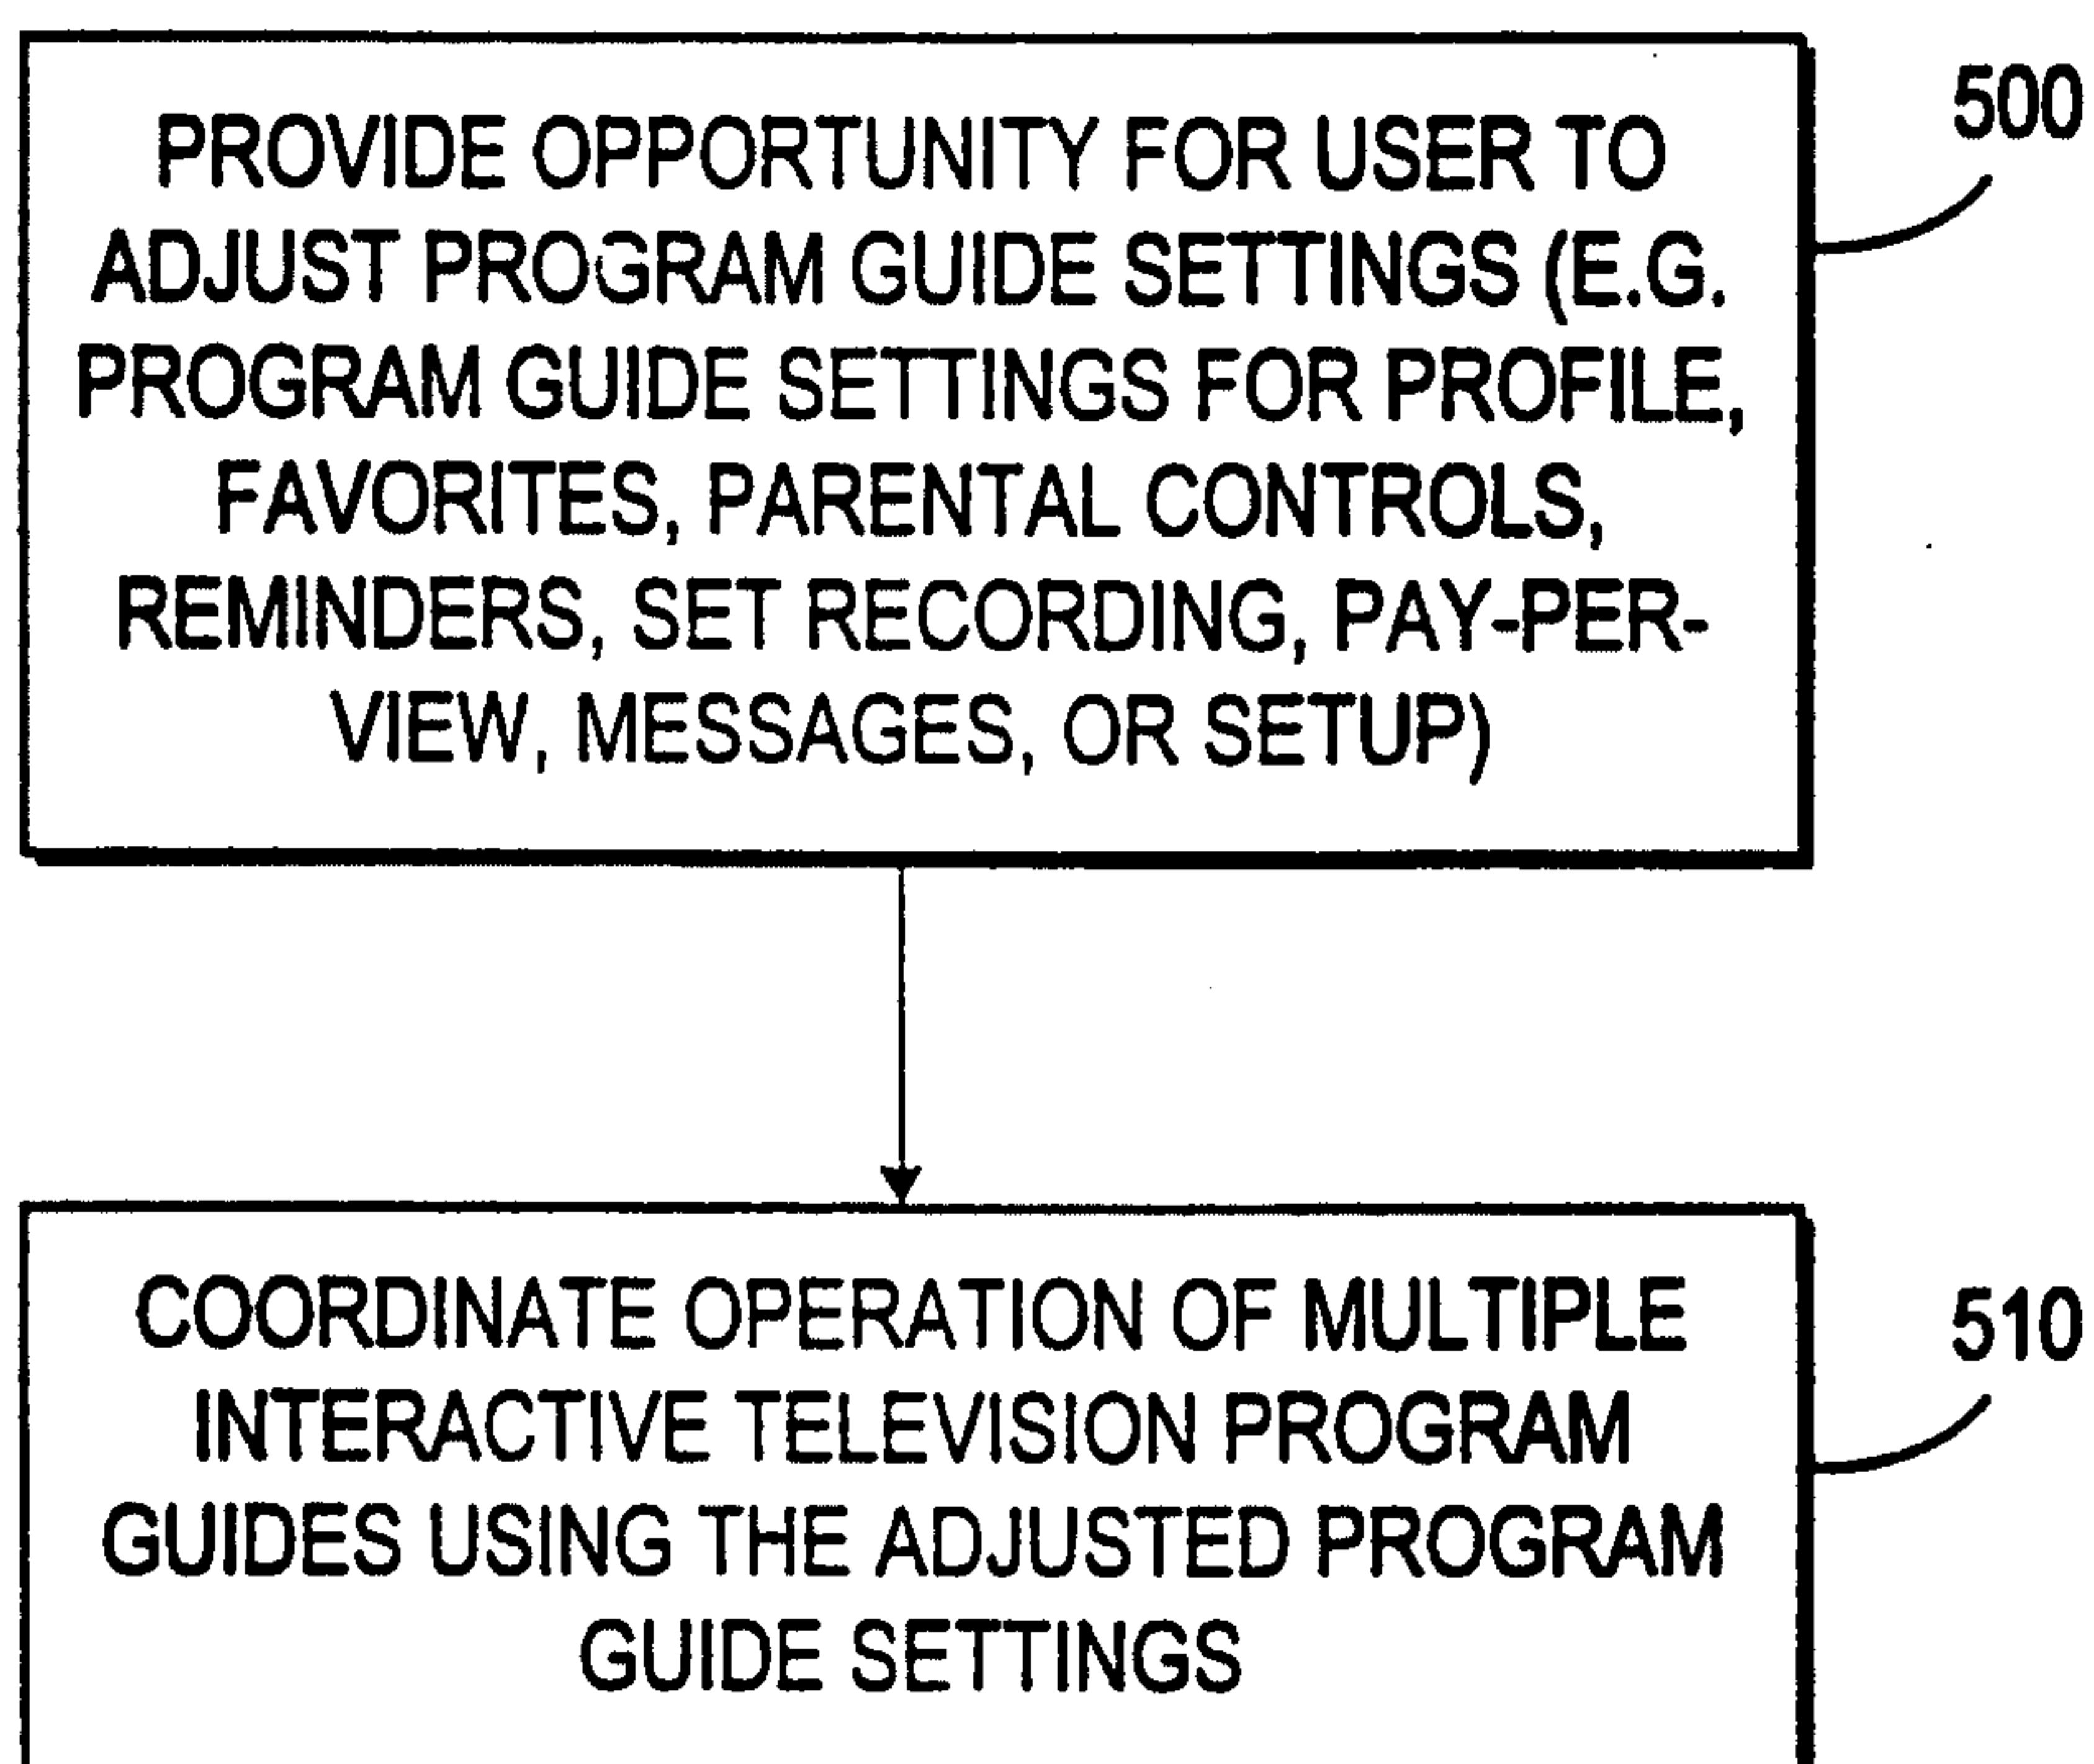 500
PROVIDE OPPORTUNITY FOR USER TO
ADJUST PROGRAM GUIDE SETTINGS (E.G.
PROGRAM GUIDE SETTINGS FOR PROFILE,
FAVORITES, PARENTAL CONTROLS,
REMINDERS, SET RECORDING, PAY-PER-
VIEW, MESSAGES, OR SETUP)
510
COORDINATE OPERATION OF MULTIPLE
INTERACTIVE TELEVISION PROGRAM
GUIDES USING THE ADJUSTED PROGRAM
GUIDE SETTINGS